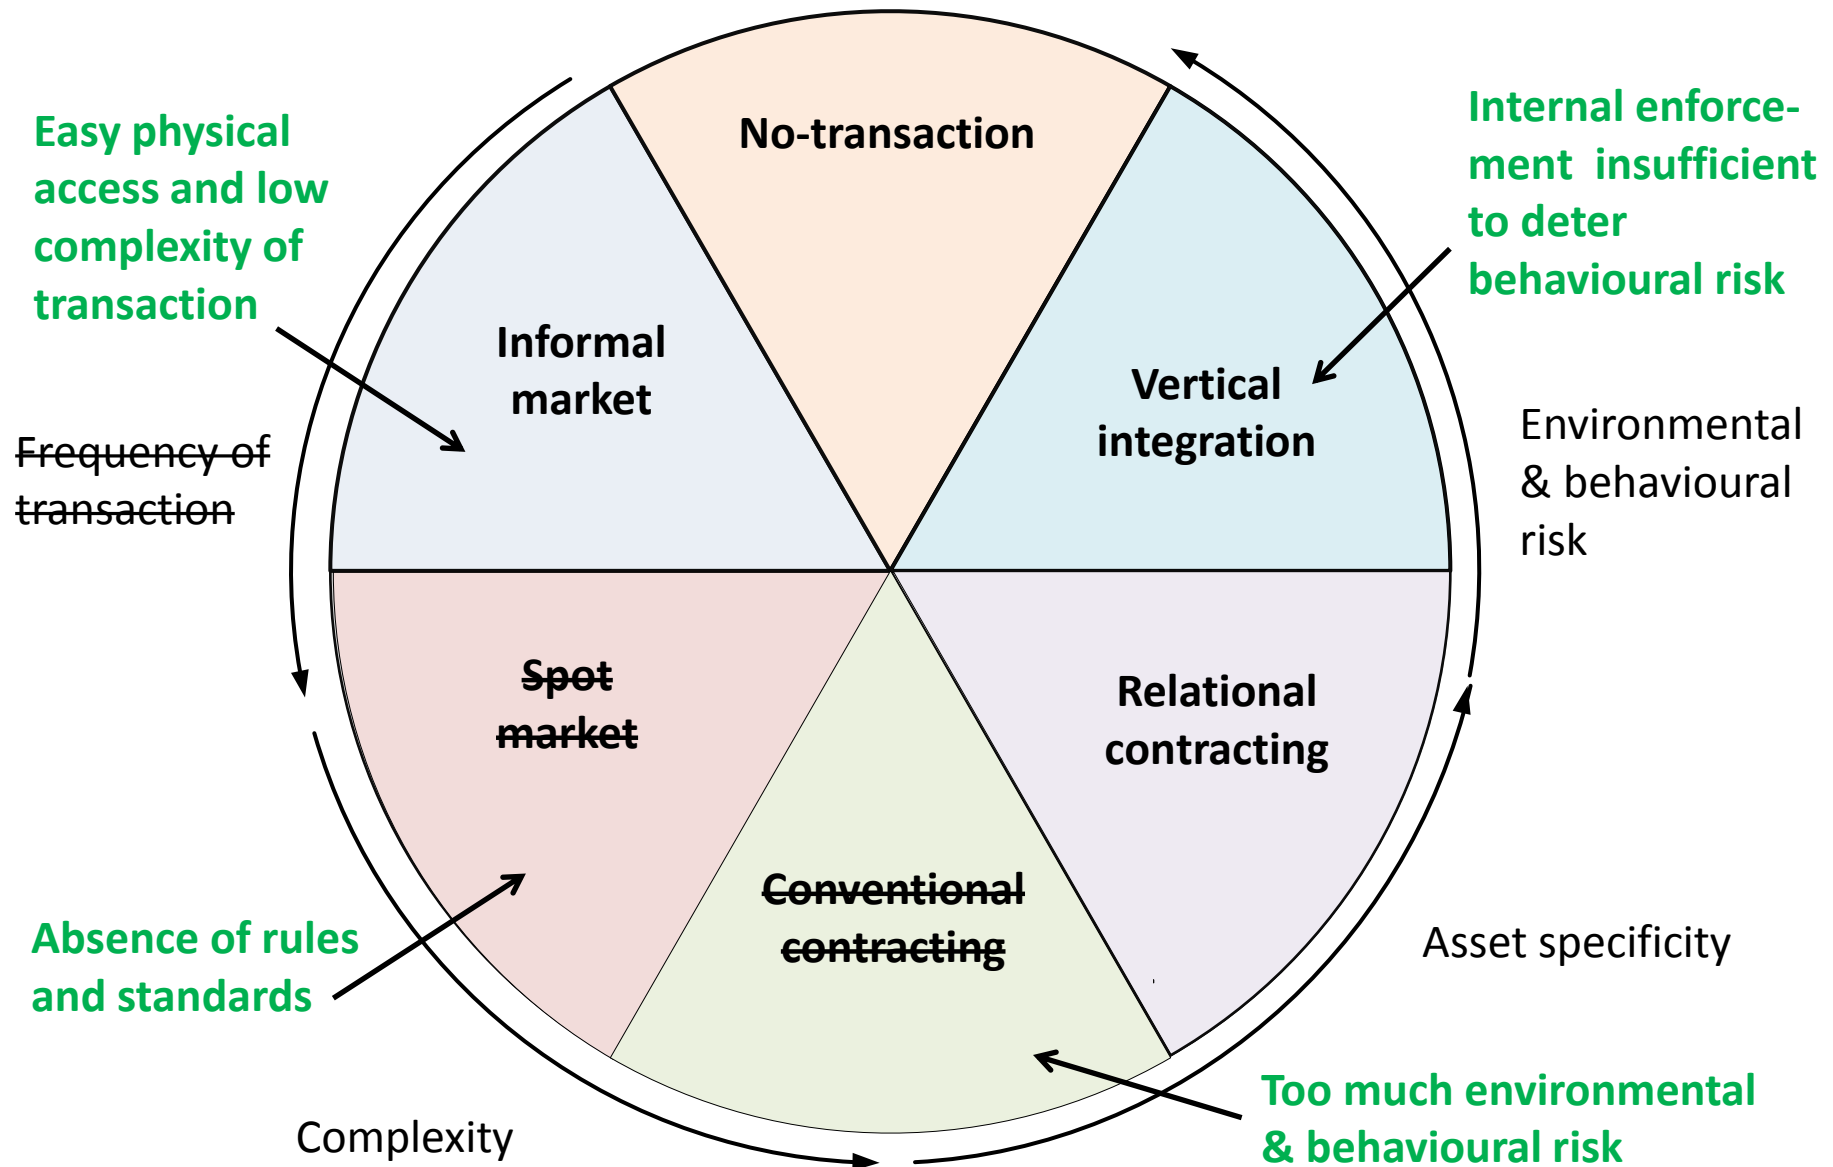 No-transaction
Easy physical
access and low
complexity of
transaction
Internal enforce-
ment  insufficient
to deter
behavioural risk
Informal
market
Vertical
integration
Frequency of
transaction
Environmental
& behavioural
risk
Spot
market
Relational
contracting
Conventional
contracting
Absence of rules
and standards
Asset specificity
Complexity
Too much environmental
& behavioural risk